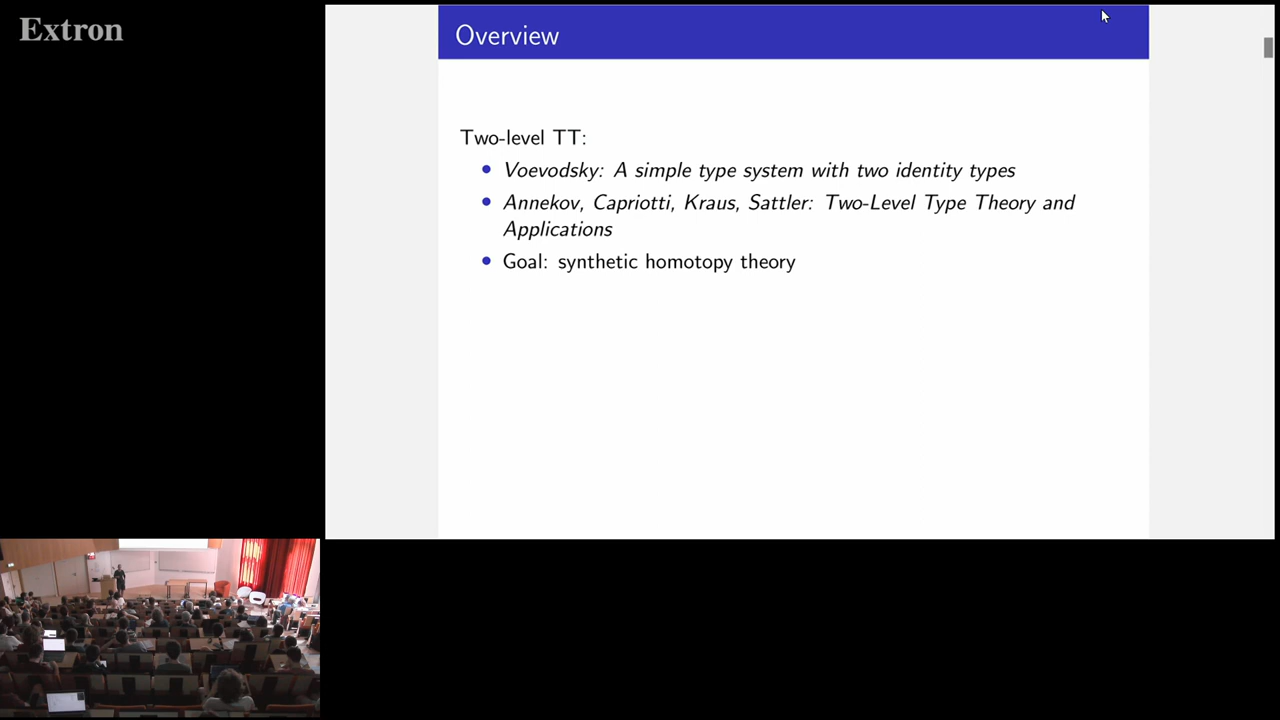 Extron
Overview
Two-level TT:
• Voevodsky: A simple type system with two identity types
• Annekov, Capriotti, Kraus, Sattler: Two-Level Type Theory and
Applications
• Goal: synthetic homotopy theory